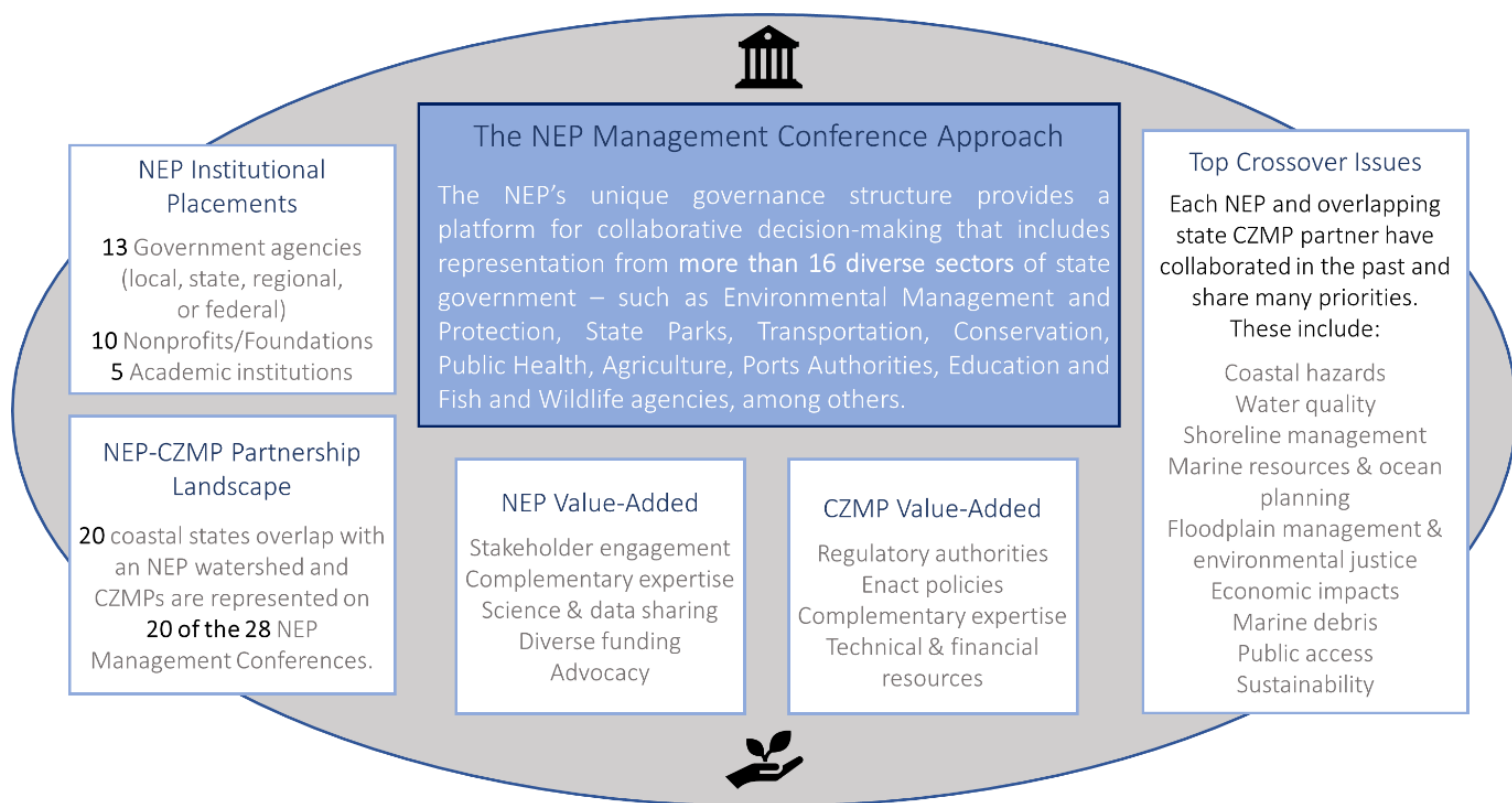 The NEP Management Conference Approach
The NEP’s unique governance structure provides a
platform for collaborative decision-making that includes
representation from more than 16 diverse sectors of state
government – such as Environmental Management and
Protection, State Parks, Transportation, Conservation,
Public Health, Agriculture, Ports Authorities, Education and
Fish and Wildlife agencies, among others.
NEP Institutional
Placements
13 Government agencies
(local, state, regional,
or federal)
10 Nonprofits/Foundations
5 Academic institutions
NEP-CZMP Partnership
Landscape
20 coastal states overlap with
an NEP watershed and
CZMPs are represented on
20 of the 28 NEP
Management Conferences.
NEP Value-Added
Stakeholder engagement
Complementary expertise
Science & data sharing
Diverse funding
Advocacy
CZMP Value-Added
Regulatory authorities
Enact policies
Complementary expertise
Technical & financial
resources
Top Crossover Issues
Each NEP and overlapping
state CZMP partner have
collaborated in the past and
share many priorities.
These include:
Coastal hazards
Water quality
Shoreline management
Marine resources & ocean
planning
Floodplain management &
environmental justice
Economic impacts
Marine debris
Public access
Sustainability